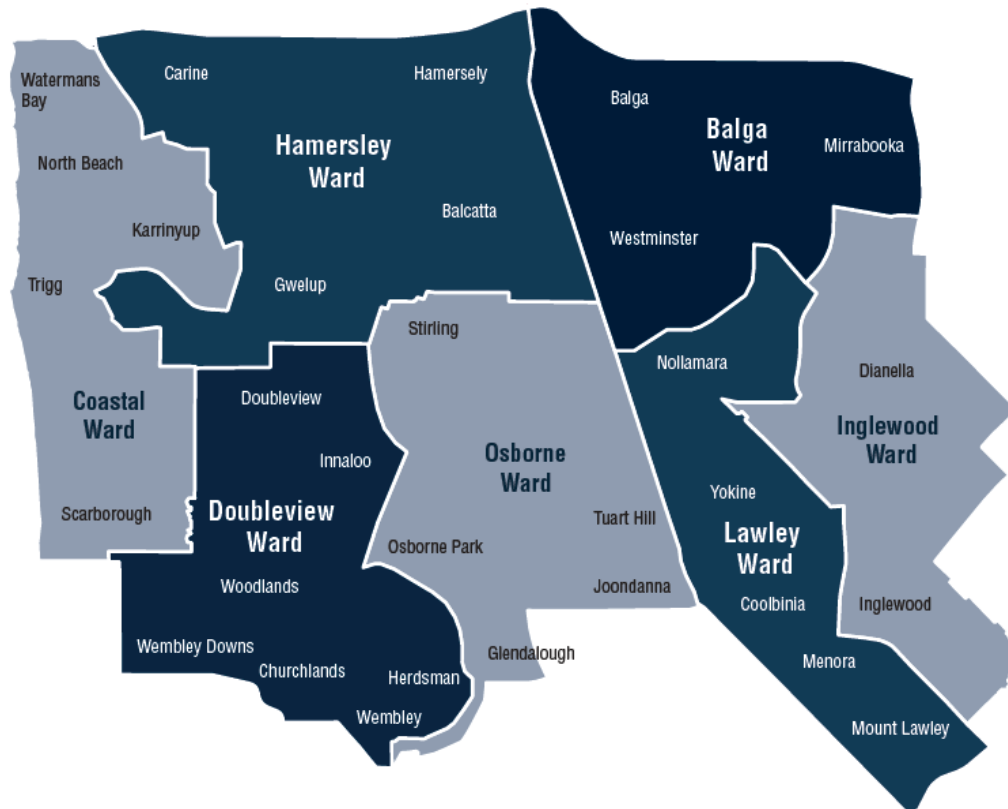 Carine
Hamersely
Watermans
Bay
Balga
Balga
Ward
Mirrabooka
Hamersley
Ward
North Beach
Karrinyup
Balcatta
Westminster
Trigg
Gwelup
Stirling
Nollamara
Dianella
Coastal
Ward
Doubleview
Innaloo
Osborne
Ward
Inglewood
Ward
Yokine
Scarborough
Doubleview
Ward
Tuart Hill
Lawley
Ward
Osborne Park
Woodlands
Joondanna
Coolbinia
Inglewood
Wembley Downs
Churchlands
Herdsman
Glendalough
Menora
Wembley
Mount Lawley